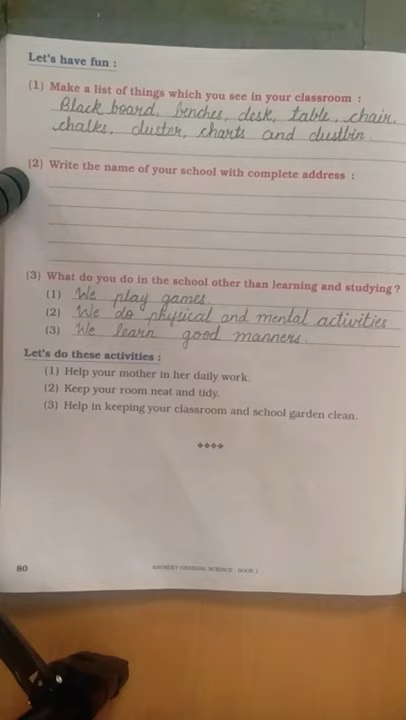 Let's have fun :
(1) Make a list of things which you see in your classroom :
Black board, benches, desk, table, chair,
chalks, duster, charts and dustbin.
(2) Write the name of your school with complete address :
(3) What do you do in the school other than learning and studying ?
(1) We play games.
(2) We do physical and mental activities
(3) We learn good manners.
Let's do these activities :
(1) Help your mother in her daily work.
(2) Keep your room neat and tidy.
(3) Help in keeping your classroom and school garden clean.
80
GENERAL SCIENCE - BOOK 1